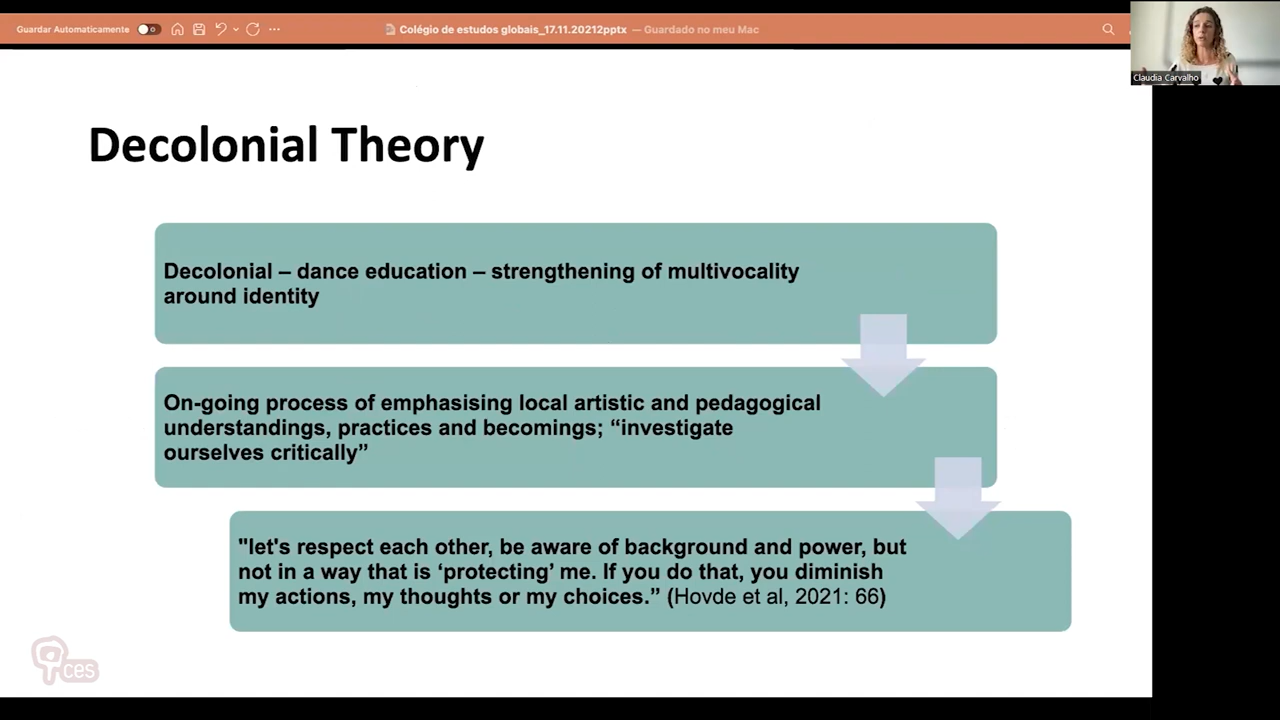 Guardar Automaticamente
Colégio de estudos globais_17.11.20212pptx — Guardado no meu Mac
Claudia Carvalho
Decolonial Theory
Decolonial – dance education – strengthening of multivocality
around identity
On-going process of emphasising local artistic and pedagogical
understandings, practices and becomings; “investigate
ourselves critically”
"let's respect each other, be aware of background and power, but
not in a way that is ‘protecting’ me. If you do that, you diminish
my actions, my thoughts or my choices.” (Hovde et al, 2021: 66)
ces